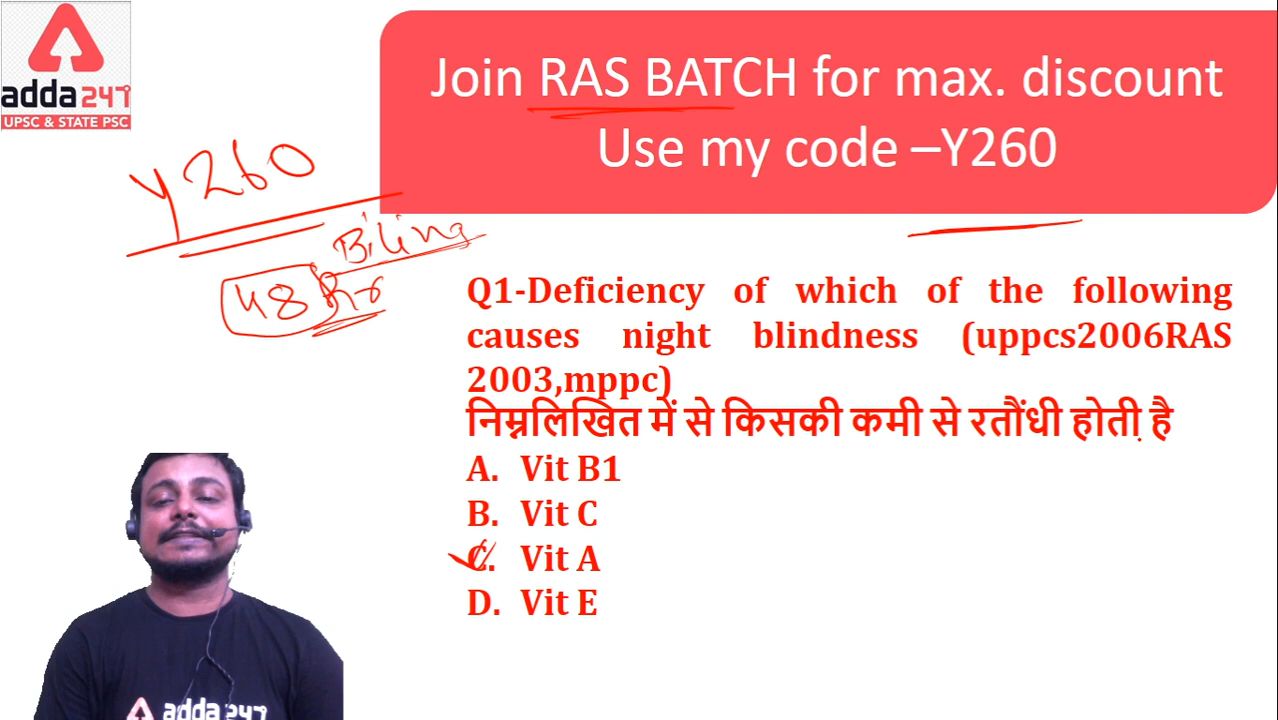 adda247
UPSC & STATE PSC
Join RAS BATCH for max. discount
Use my code –Y260
Y260
Biling
48 Hr
Q1-Deficiency of which of the following
causes night blindness (uppcs2006RAS
2003,mppc)
निम्नलिखित में से किसकी कमी से रतौंधी होती है
A. Vit B1
B. Vit C
C. Vit A
D. Vit E
adda247